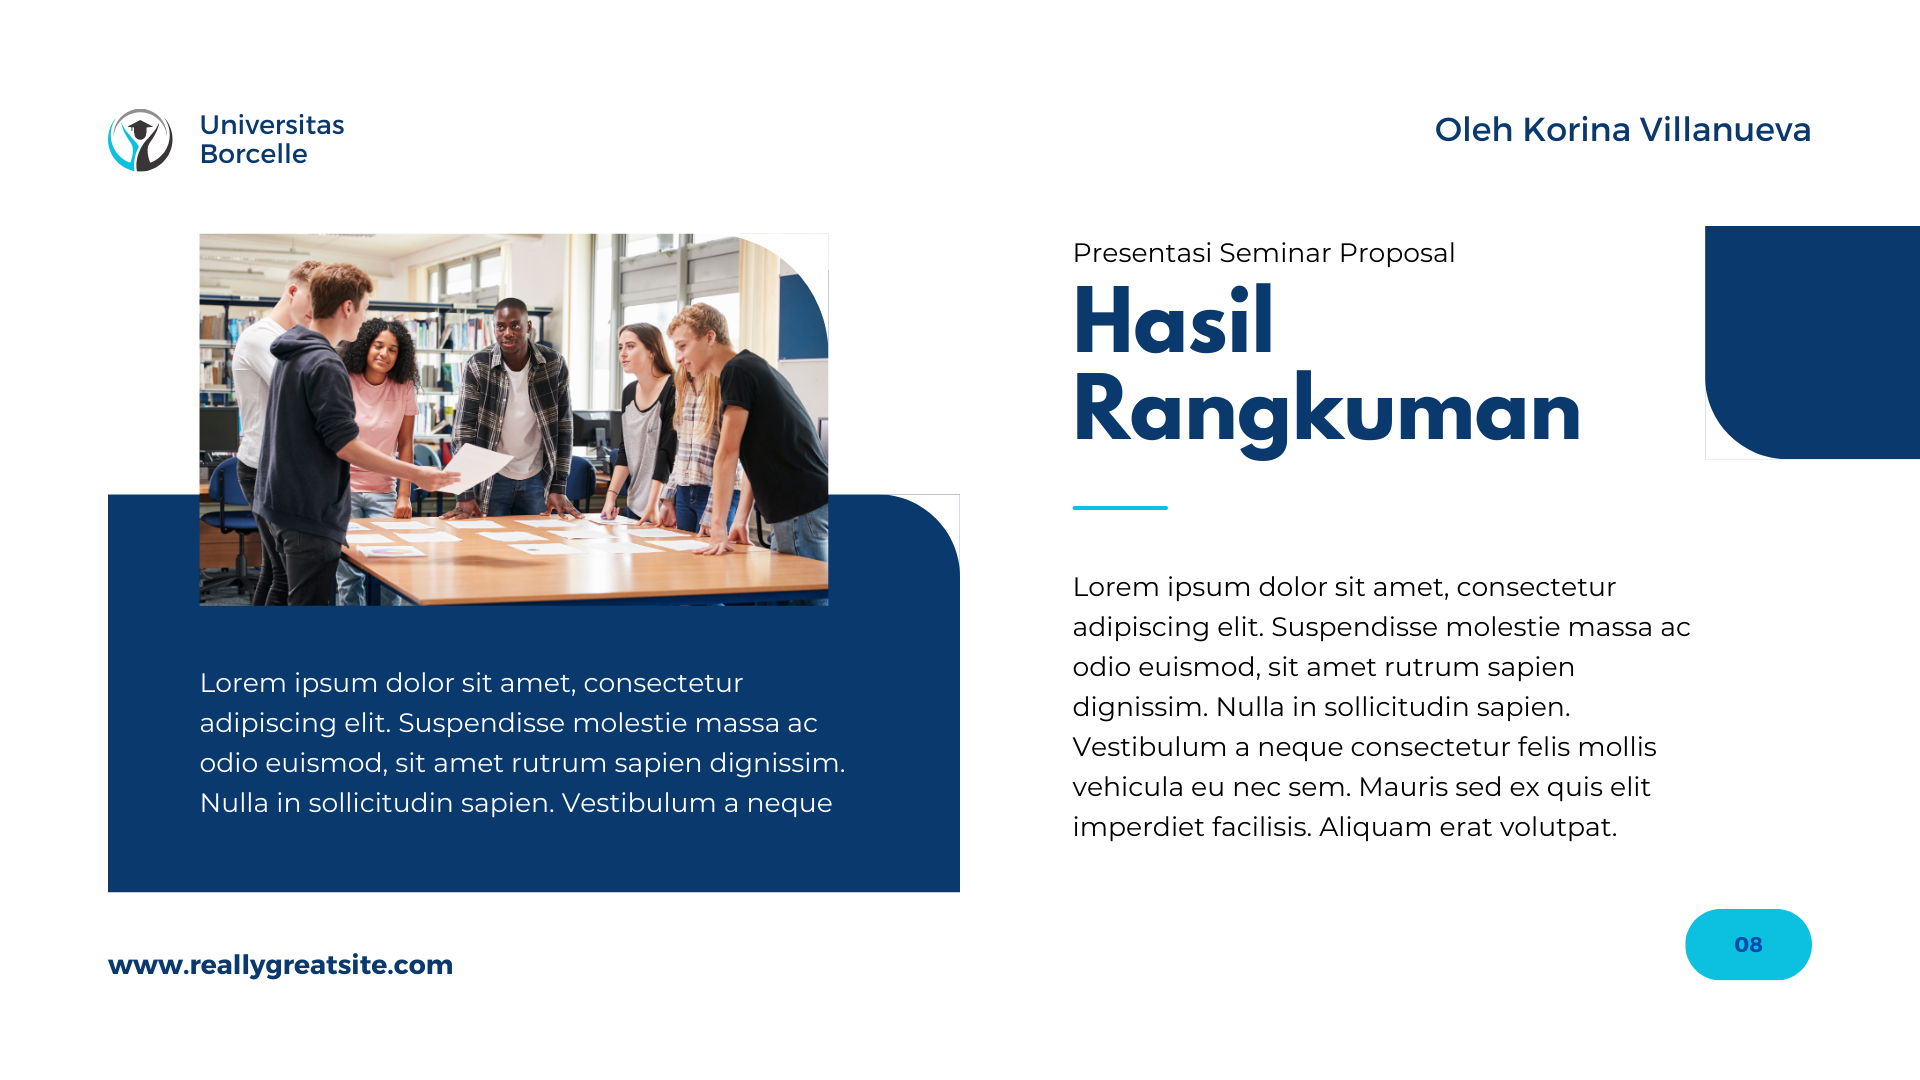 Universitas
Borcelle
Oleh Korina Villanueva
Presentasi Seminar Proposal
Hasil
Rangkuman
Lorem ipsum dolor sit amet, consectetur
adipiscing elit. Suspendisse molestie massa ac
odio euismod, sit amet rutrum sapien dignissim.
Nulla in sollicitudin sapien. Vestibulum a neque
Lorem ipsum dolor sit amet, consectetur
adipiscing elit. Suspendisse molestie massa ac
odio euismod, sit amet rutrum sapien
dignissim. Nulla in sollicitudin sapien.
Vestibulum a neque consectetur felis mollis
vehicula eu nec sem. Mauris sed ex quis elit
imperdiet facilisis. Aliquam erat volutpat.
www.reallygreatsite.com
08